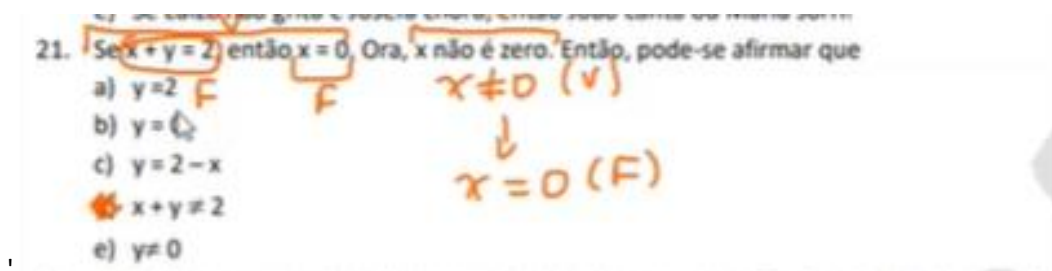 21. Se x + y = 2, então x = 0, Ora, x não é zero. Então, pode-se afirmar que
a) y =2 F F x ≠ 0 (V)
b) y =
↓
c) y = 2 – x
x = 0 (F)
x + y ≠ 2
e) y≠ 0